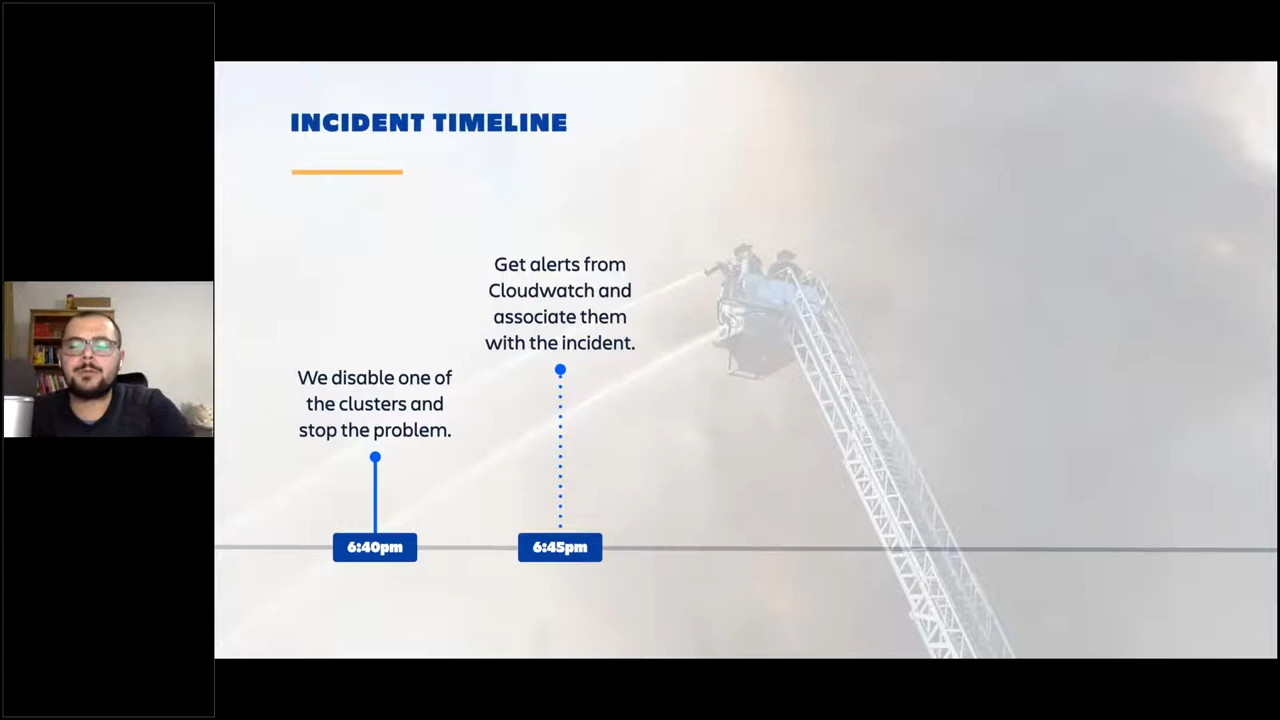 INCIDENT TIMELINE
Get alerts from
Cloudwatch and
associate them
with the incident.
We disable one of
the clusters and
stop the problem.
6:40pm
6:45pm